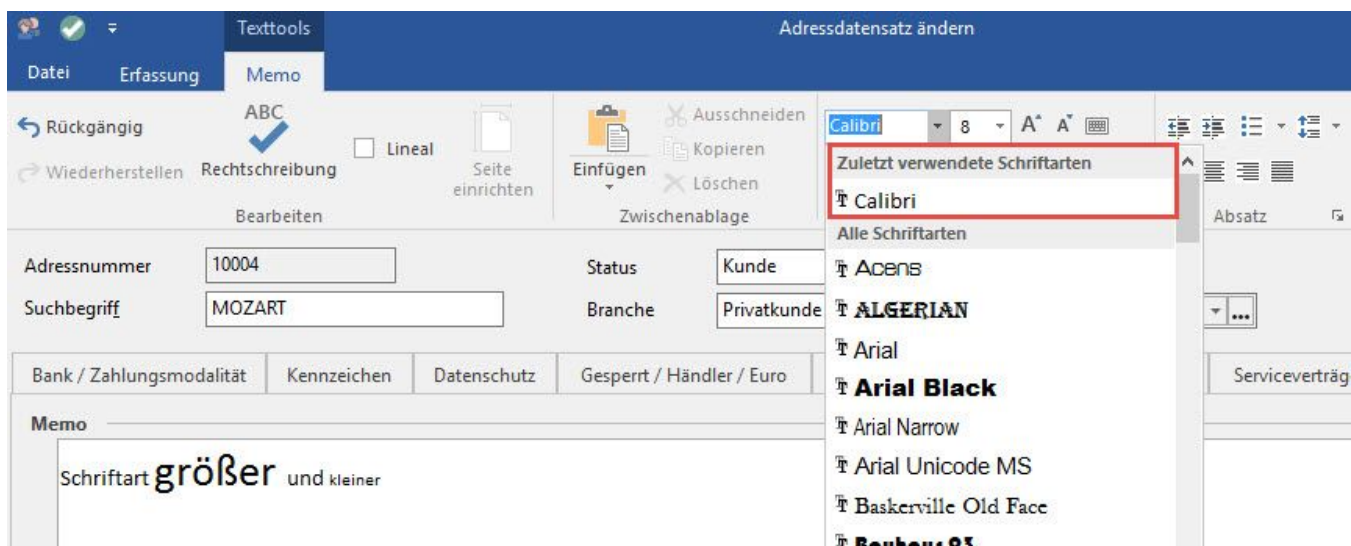 Texttools
Adressdatensatz ändern
Datei Erfassung Memo
Rückgängig
Wiederherstellen
ABC
Rechtschreibung
Lineal
Seite
einrichten
Bearbeiten
Einfügen
Ausschneiden
Kopieren
Löschen
Zwischenablage
Calibri 8
Zuletzt verwendete Schriftarten
Calibri
Alle Schriftarten
Acens
ALGERIAN
Arial
Arial Black
Arial Narrow
Arial Unicode MS
Baskerville Old Face
Bauhaus 93
Absatz
Adressnummer 10004
Status Kunde
Suchbegriff MOZART
Branche Privatkunde
Bank / Zahlungsmodalität Kennzeichen Datenschutz Gesperrt / Händler / Euro Serviceverträg
Memo
Schriftart größer und kleiner